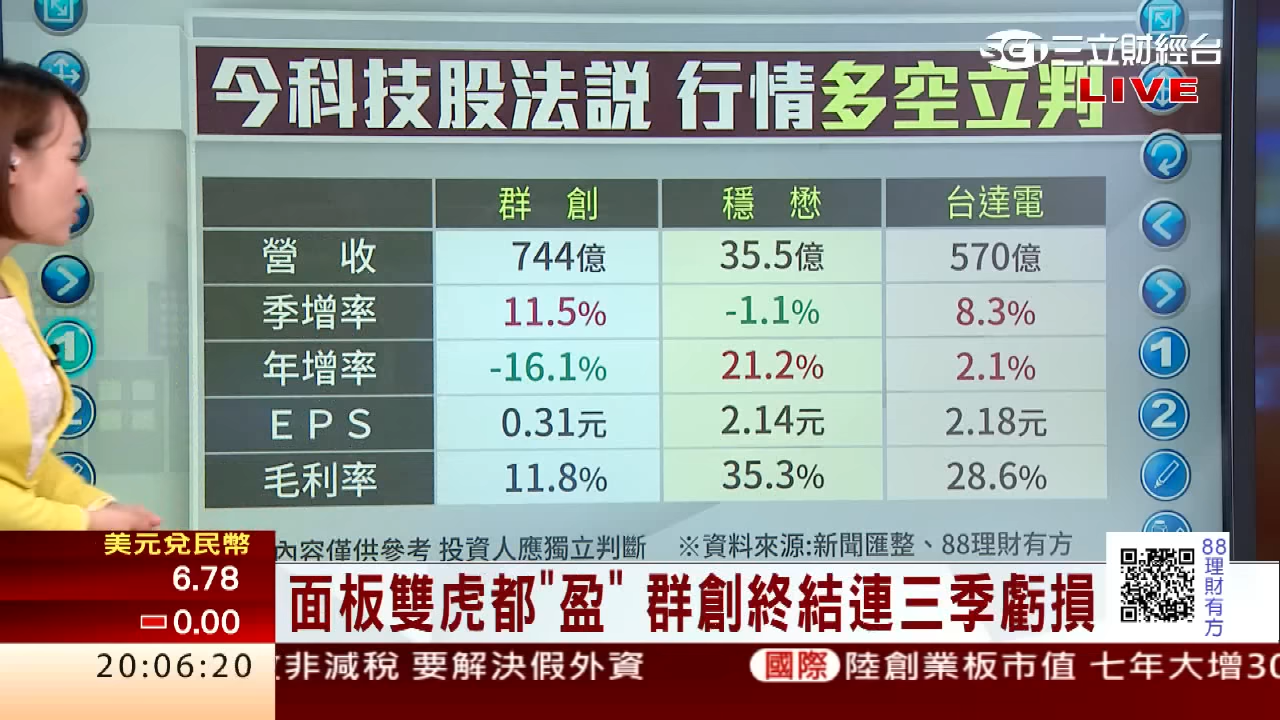 三立財經台
LIVE
今科技股法説 行情多空立判
群 創 穩 懋 台達電
營 收 744億 35.5億 570億
季增率 11.5% -1.1% 8.3%
年增率 -16.1% 21.2% 2.1%
EPS 0.31元 2.14元 2.18元
毛利率 11.8% 35.3% 28.6%
內容僅供參考 投資人應獨立判斷 ※資料來源:新聞匯整、88理財有方
1
2
1
2
美元兌民幣
6.78
0.00
面板雙虎都"盈" 群創終結連三季虧損
88理財有方
20:06:20
非減稅 要解決假外資 國際 陸創業板市值 七年大增30